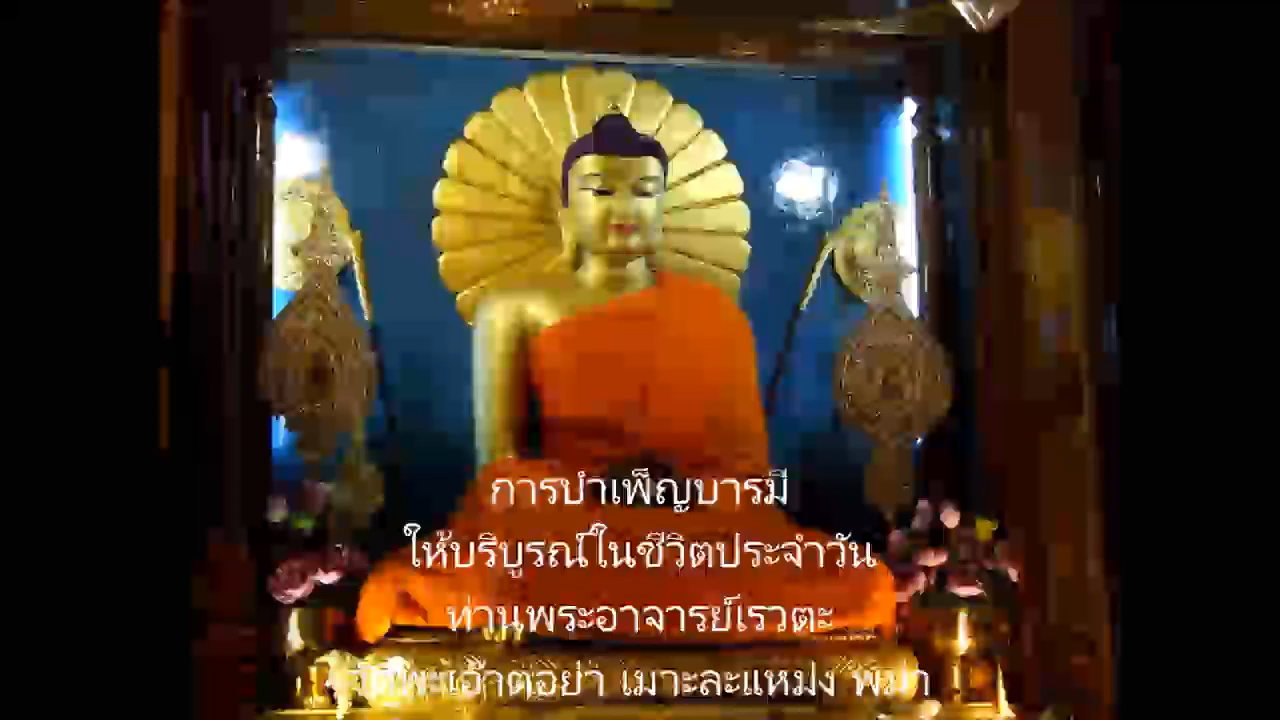 การบำเพ็ญบารมี
ให้บริบูรณ์ในชีวิตประจำวัน
ท่านพระอาจารย์เรวตะ
เมาะละแหม่ง พม่า